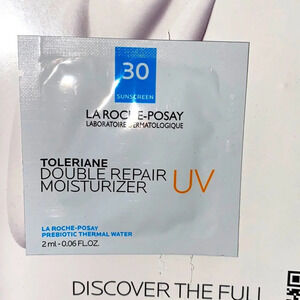 30
SUNSCREEN
LA ROCHE-POSAY
LABORATOIRE DERMATOLOGIQUE
TOLERIANE
DOUBLE REPAIR
MOISTURIZER UV
LA ROCHE-POSAY
PREBIOTIC THERMAL WATER
2 ml - 0.06 FL.OZ.
DISCOVER THE FULL